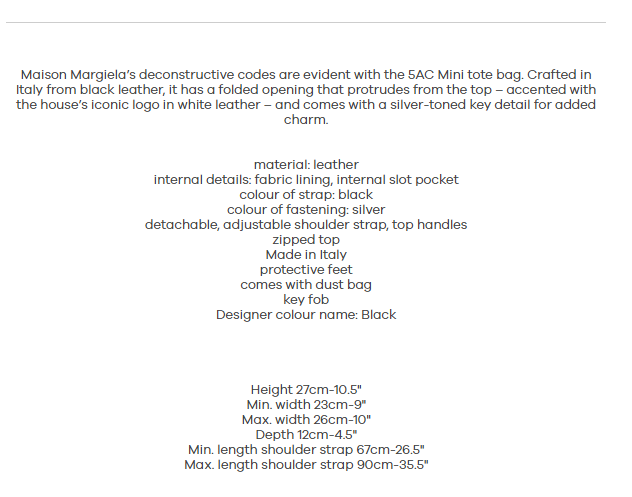 Maison Margiela's deconstructive codes are evident with the 5AC Mini tote bag. Crafted in
Italy from black leather, it has a folded opening that protrudes from the top – accented with
the house's iconic logo in white leather – and comes with a silver-toned key detail for added
charm.
material: leather
internal details: fabric lining, internal slot pocket
colour of strap: black
colour of fastening: silver
detachable, adjustable shoulder strap, top handles
zipped top
Made in Italy
protective feet
comes with dust bag
key fob
Designer colour name: Black
Height 27cm-10.5"
Min. width 23cm-9"
Max. width 26cm-10"
Depth 12cm-4.5"
Min. length shoulder strap 67cm-26.5"
Max. length shoulder strap 90cm-35.5"